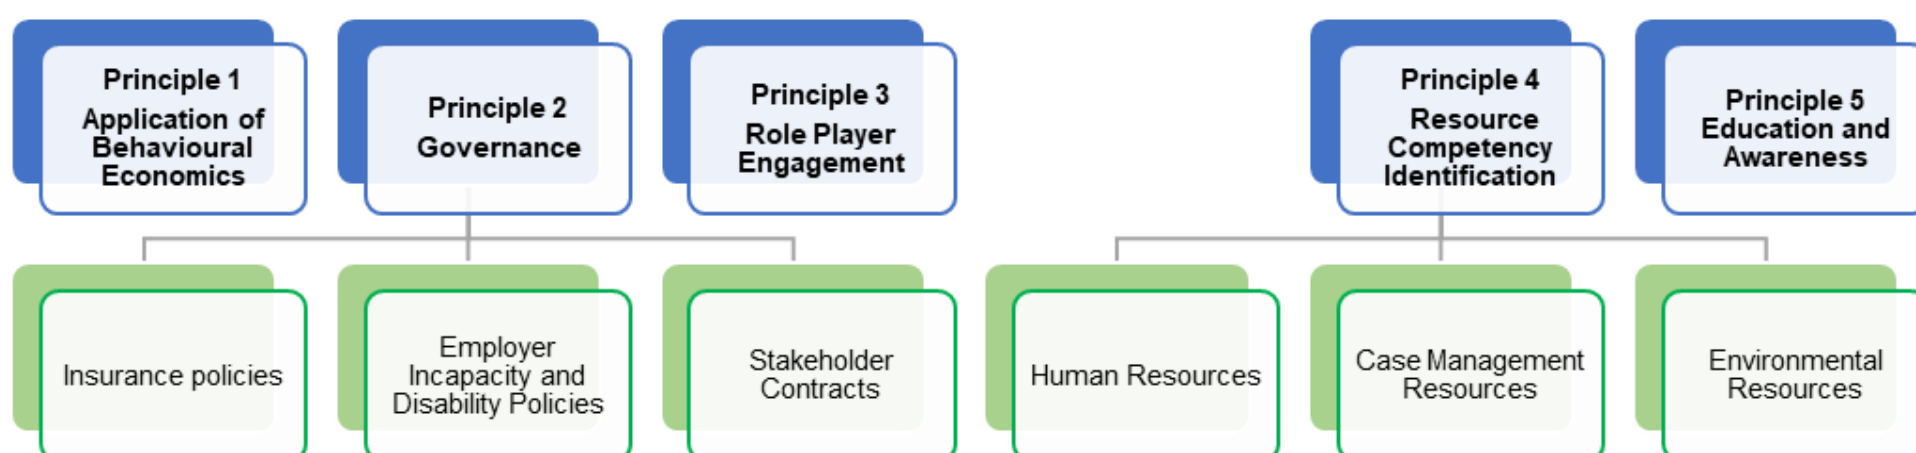 Principle 1
Application of
Behavioural
Economics
Principle 2
Governance
Principle 3
Role Player
Engagement
Principle 4
Resource
Competency
Identification
Principle 5
Education and
Awareness
Insurance policies
Employer
Incapacity and
Disability Policies
Stakeholder
Contracts
Human Resources
Case Management
Resources
Environmental
Resources